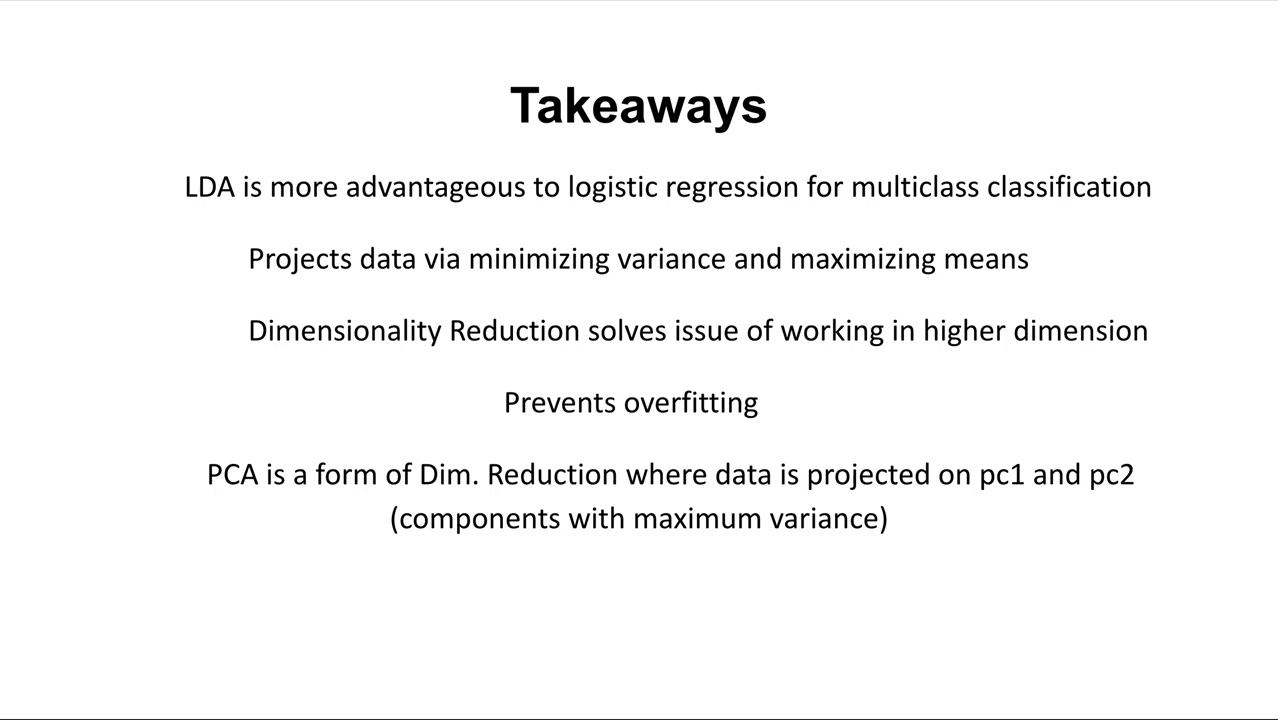 Takeaways
LDA is more advantageous to logistic regression for multiclass classification
Projects data via minimizing variance and maximizing means
Dimensionality Reduction solves issue of working in higher dimension
Prevents overfitting
PCA is a form of Dim. Reduction where data is projected on pc1 and pc2
(components with maximum variance)